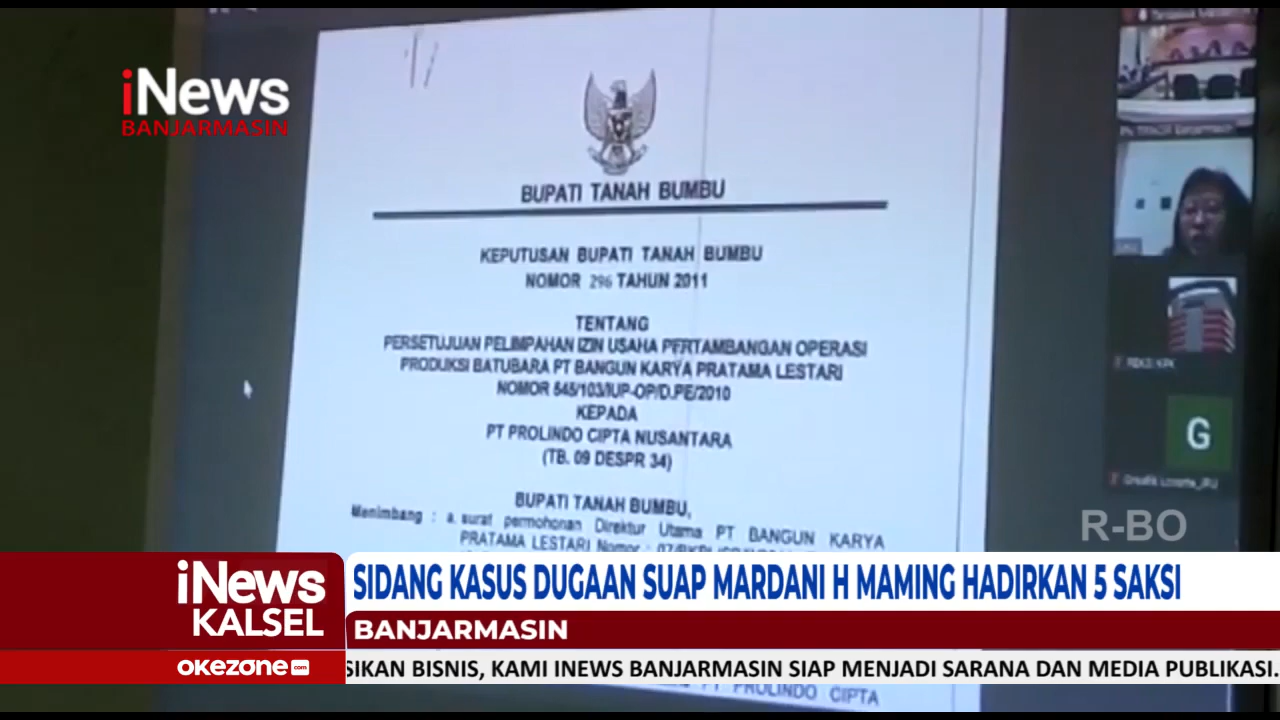 iNews
BANJARMASIN
BUPATI TANAH BUMBU
KEPUTUSAN BUPATI TANAH BUMBU
NOMOR 296 TAHUN 2011
TENTANG
PERSETUJUAN PELIMPAHAN IZIN USAHA PERTAMBANGAN OPERASI
PRODUKSI BATUBARA PT BANGUN KARYA PRATAMA LESTARI
NOMOR 545/103/IUP-OP/D.PE/2010
KEPADA
PT PROLINDO CIPTA NUSANTARA
(TB. 09 DESPR 34)
BUPATI TANAH BUMBU,
Menimbang : a. surat permohonan Direktur Utama PT BANGUN KARYA
PRATAMA LESTARI Nomor :
G
R-BO
iNews
KALSEL
SIDANG KASUS DUGAAN SUAP MARDANI H MAMING HADIRKAN 5 SAKSI
BANJARMASIN
OKEZONE.com
SIKAN BISNIS, KAMI INEWS BANJARMASIN SIAP MENJADI SARANA DAN MEDIA PUBLIKASI.
PT PROLINDO CIPTA